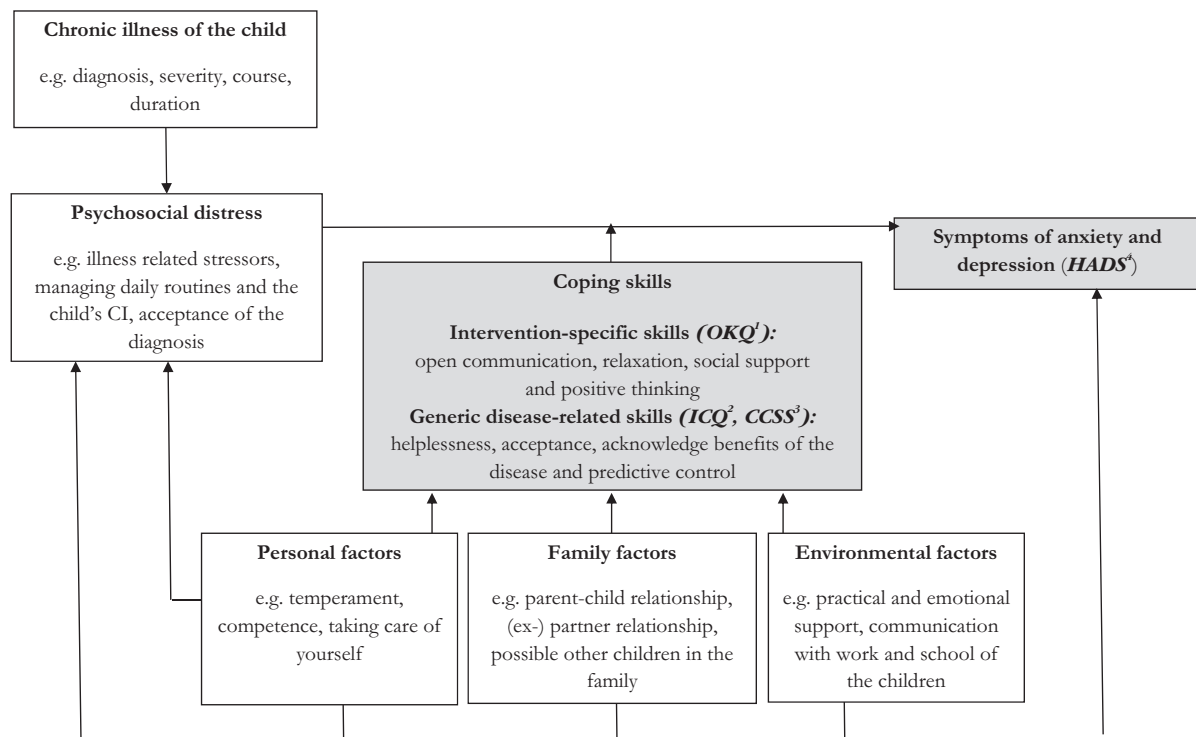 Chronic illness of the child
e.g. diagnosis, severity, course,
duration
Psychosocial distress
e.g. illness related stressors,
managing daily routines and the
child's CI, acceptance of the
diagnosis
Symptoms of anxiety and
depression (HADS⁴)
Coping skills
Intervention-specific skills (OKQ¹):
open communication, relaxation, social support
and positive thinking
Generic disease-related skills (ICQ², CCSS³):
helplessness, acceptance, acknowledge benefits of the
disease and predictive control
Personal factors
e.g. temperament,
competence, taking care of
yourself
Family factors
e.g. parent-child relationship,
(ex-) partner relationship,
possible other children in the
family
Environmental factors
e.g. practical and emotional
support, communication
with work and school of
the children